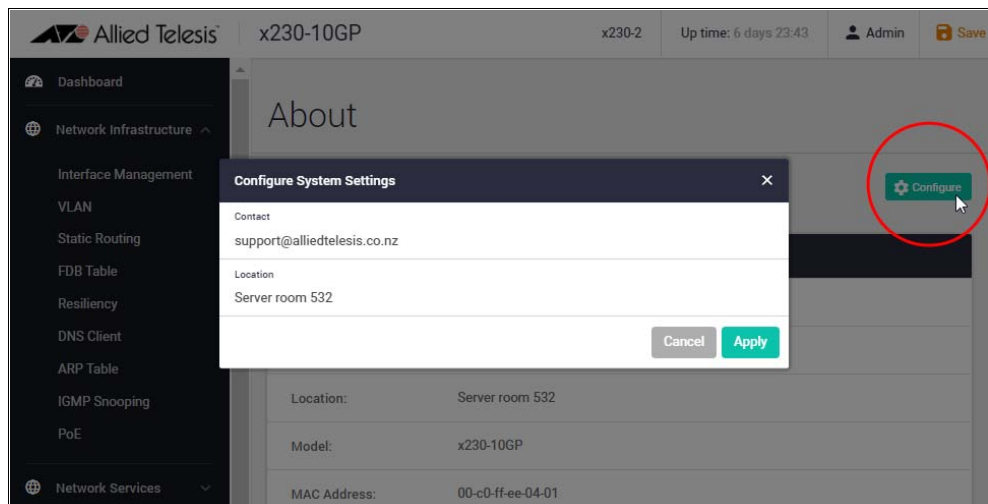 Allied Telesis x230-10GP x230-2 Up time: 6 days 23:43 Admin Save
Dashboard
Network Infrastructure
Interface Management
VLAN
Static Routing
FDB Table
Resiliency
DNS Client
ARP Table
IGMP Snooping
PoE
Network Services
About
Configure
Configure System Settings
Contact
support@alliedtelesis.co.nz
Location
Server room 532
Cancel Apply
Location: Server room 532
Model: x230-10GP
MAC Address: 00-c0-ff-ee-04-01